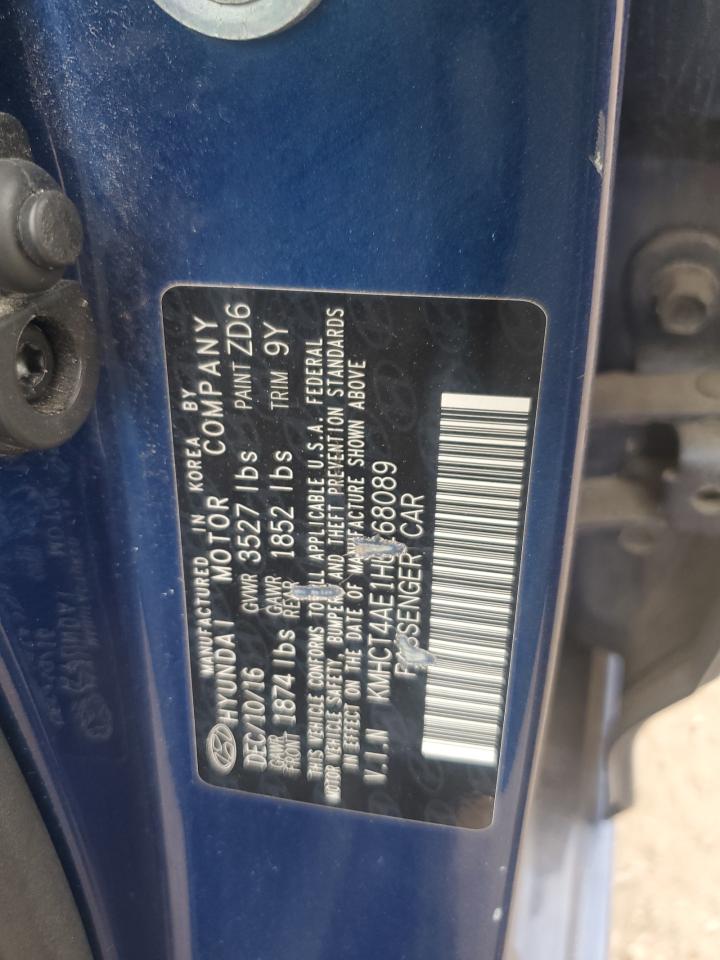 MANUFACTURED IN KOREA BY
HYUNDAI MOTOR COMPANY
DEC/10/16 GVWR 3527 lbs PAINT ZD6
GAWR FRONT 1874 lbs GAWR REAR 1852 lbs TRIM 9Y
THIS VEHICLE CONFORMS TO ALL APPLICABLE U.S.A. FEDERAL
MOTOR VEHICLE SAFETY, BUMPER, AND THEFT PREVENTION STANDARDS
IN EFFECT ON THE DATE OF MANUFACTURE SHOWN ABOVE
V.I.N
PASSENGER CAR